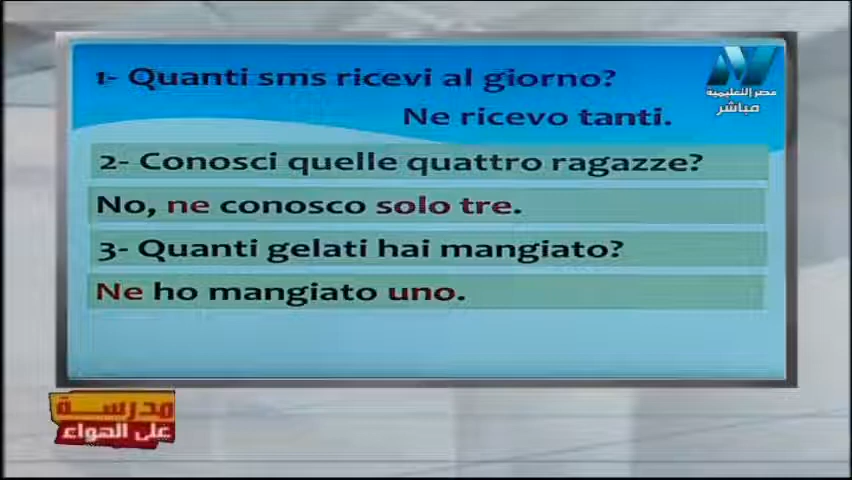 1- Quanti sms ricevi al giorno?
Ne ricevo tanti.
مصر التعليمية
مباشر
2- Conosci quelle quattro ragazze?
No, ne conosco solo tre.
3- Quanti gelati hai mangiato?
Ne ho mangiato uno.
مدرسة
على الهواء